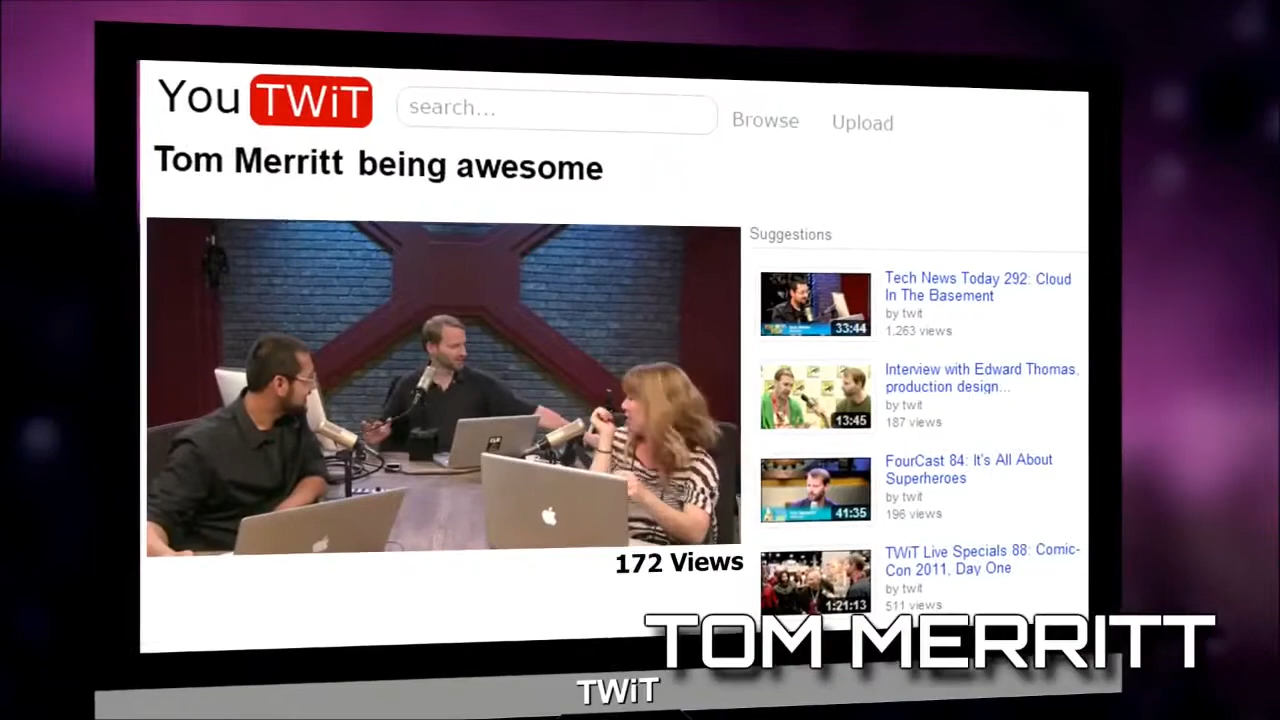 You TWiT
search...
Browse
Upload
Tom Merritt being awesome
Suggestions
Tech News Today 292: Cloud
In The Basement
by twit
1.263 views
33:44
Interview with Edward Thomas,
production design...
by twit
187 views
13:45
FourCast 84: It's All About
Superheroes
by twit
196 views
41:35
TWiT Live Specials 88: Comic-
Con 2011, Day One
by twit
511 views
1:21:13
172 Views
TOM MERRITT
TWiT